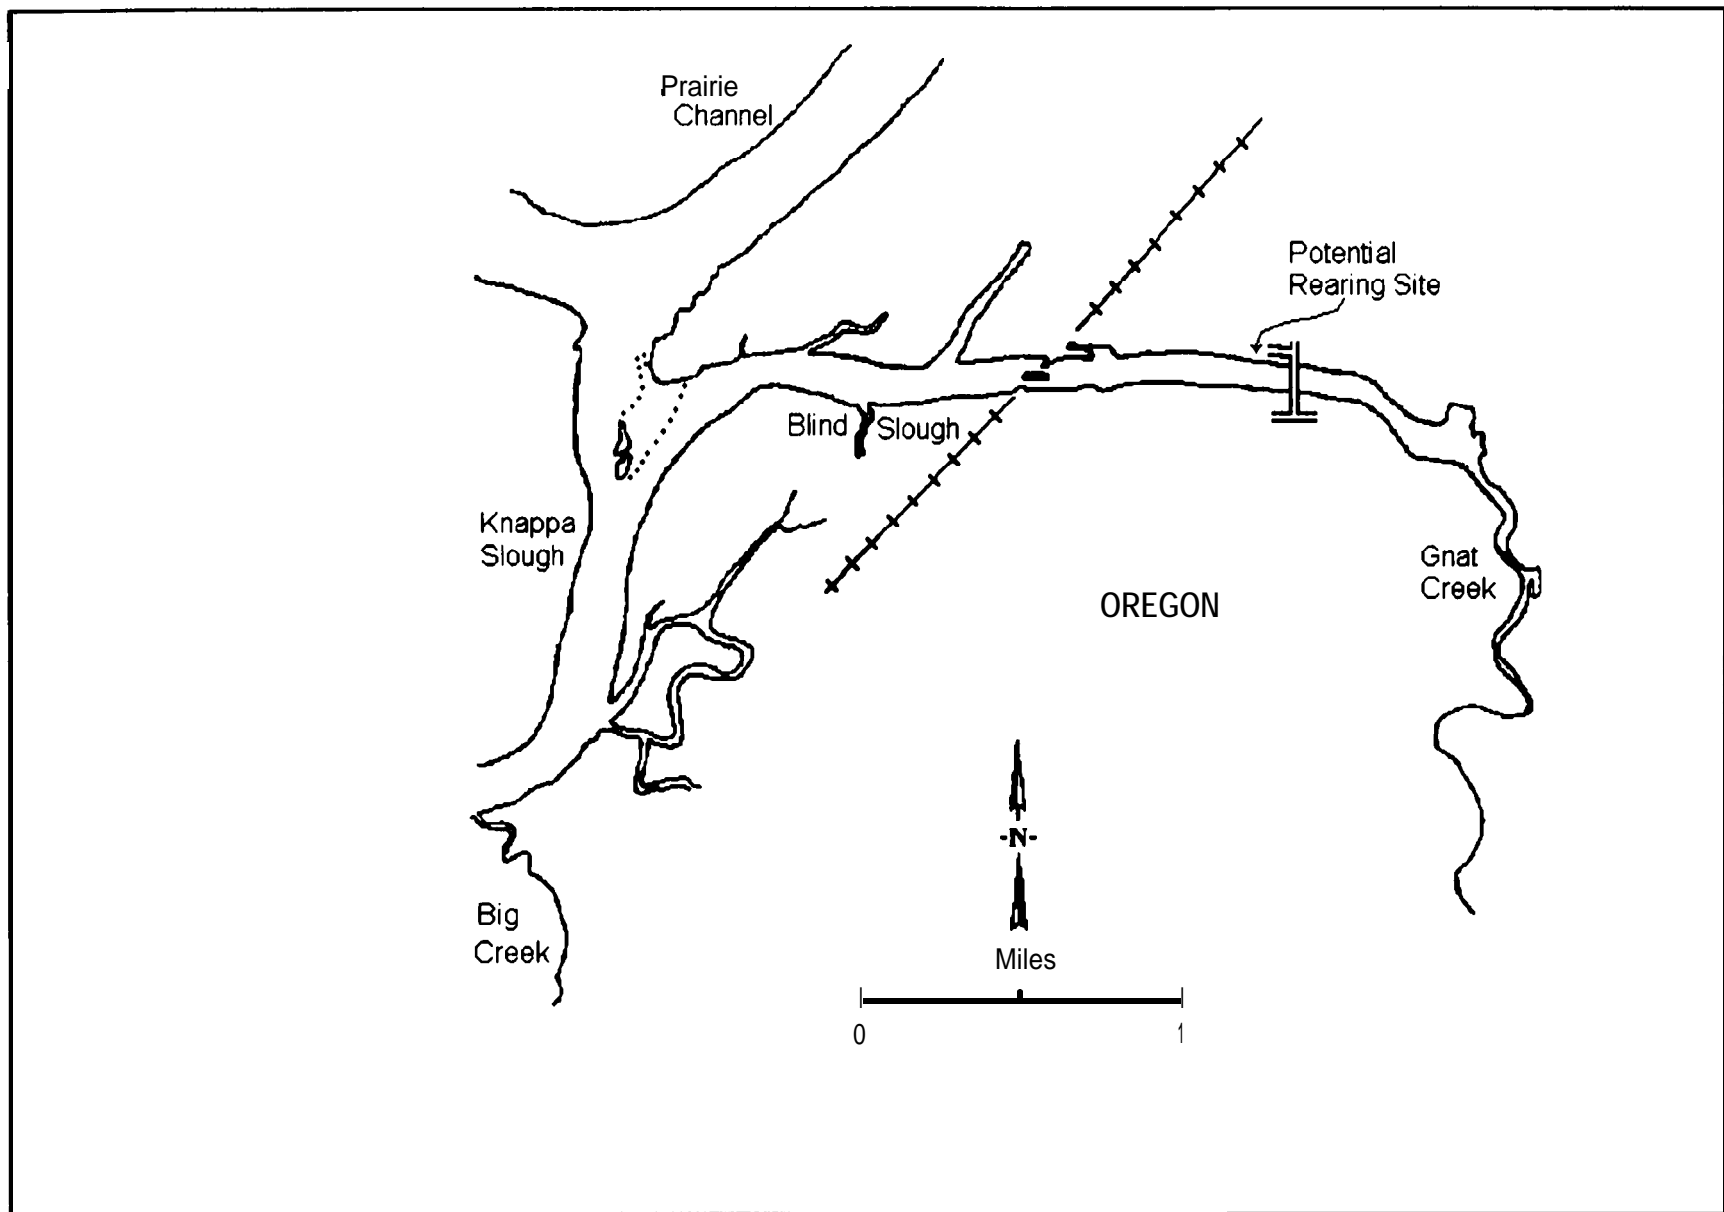 Prairie
Channel
Potential
Rearing Site
Blind Slough
Knappa
Slough
Gnat
Creek
OREGON
-N-
Big
Creek
Miles
0 1